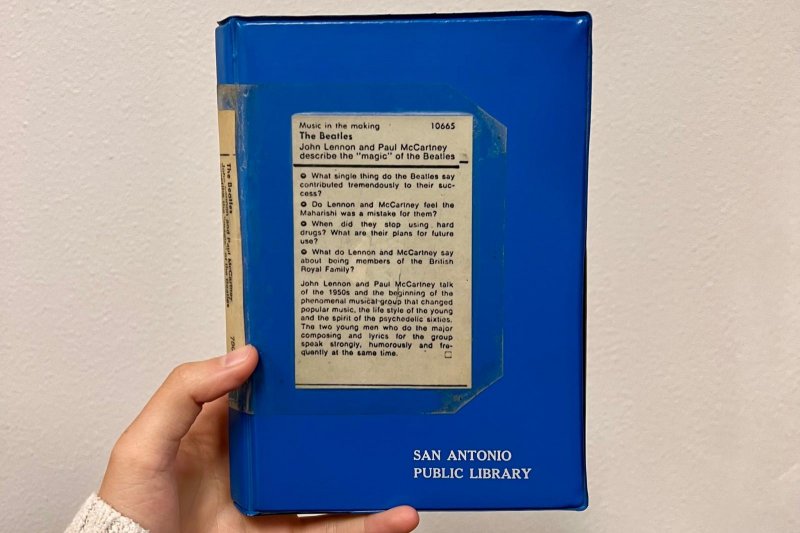 Music in the making 10665
The Beatles
John Lennon and Paul McCartney
describe the "magic" of the Beatles
What single thing do the Beatles say
contributed tremendously to their suc-
cess?
Do Lennon and McCartney feel the
Maharishi was a mistake for them?
When did they stop using hard
drugs? What are their plans for future
use?
What do Lennon and McCartney say
about being members of the British
Royal Family?
John Lennon and Paul McCartney talk
of the 1950s and the beginning of the
phenomenal musical group that changed
popular music, the life style of the young
and the spirit of the psychedelic sixties.
The two young men who do the major
composing and lyrics for the group
speak strongly, humorously and fre-
quently at the same time.
SAN ANTONIO
PUBLIC LIBRARY
The Beatles